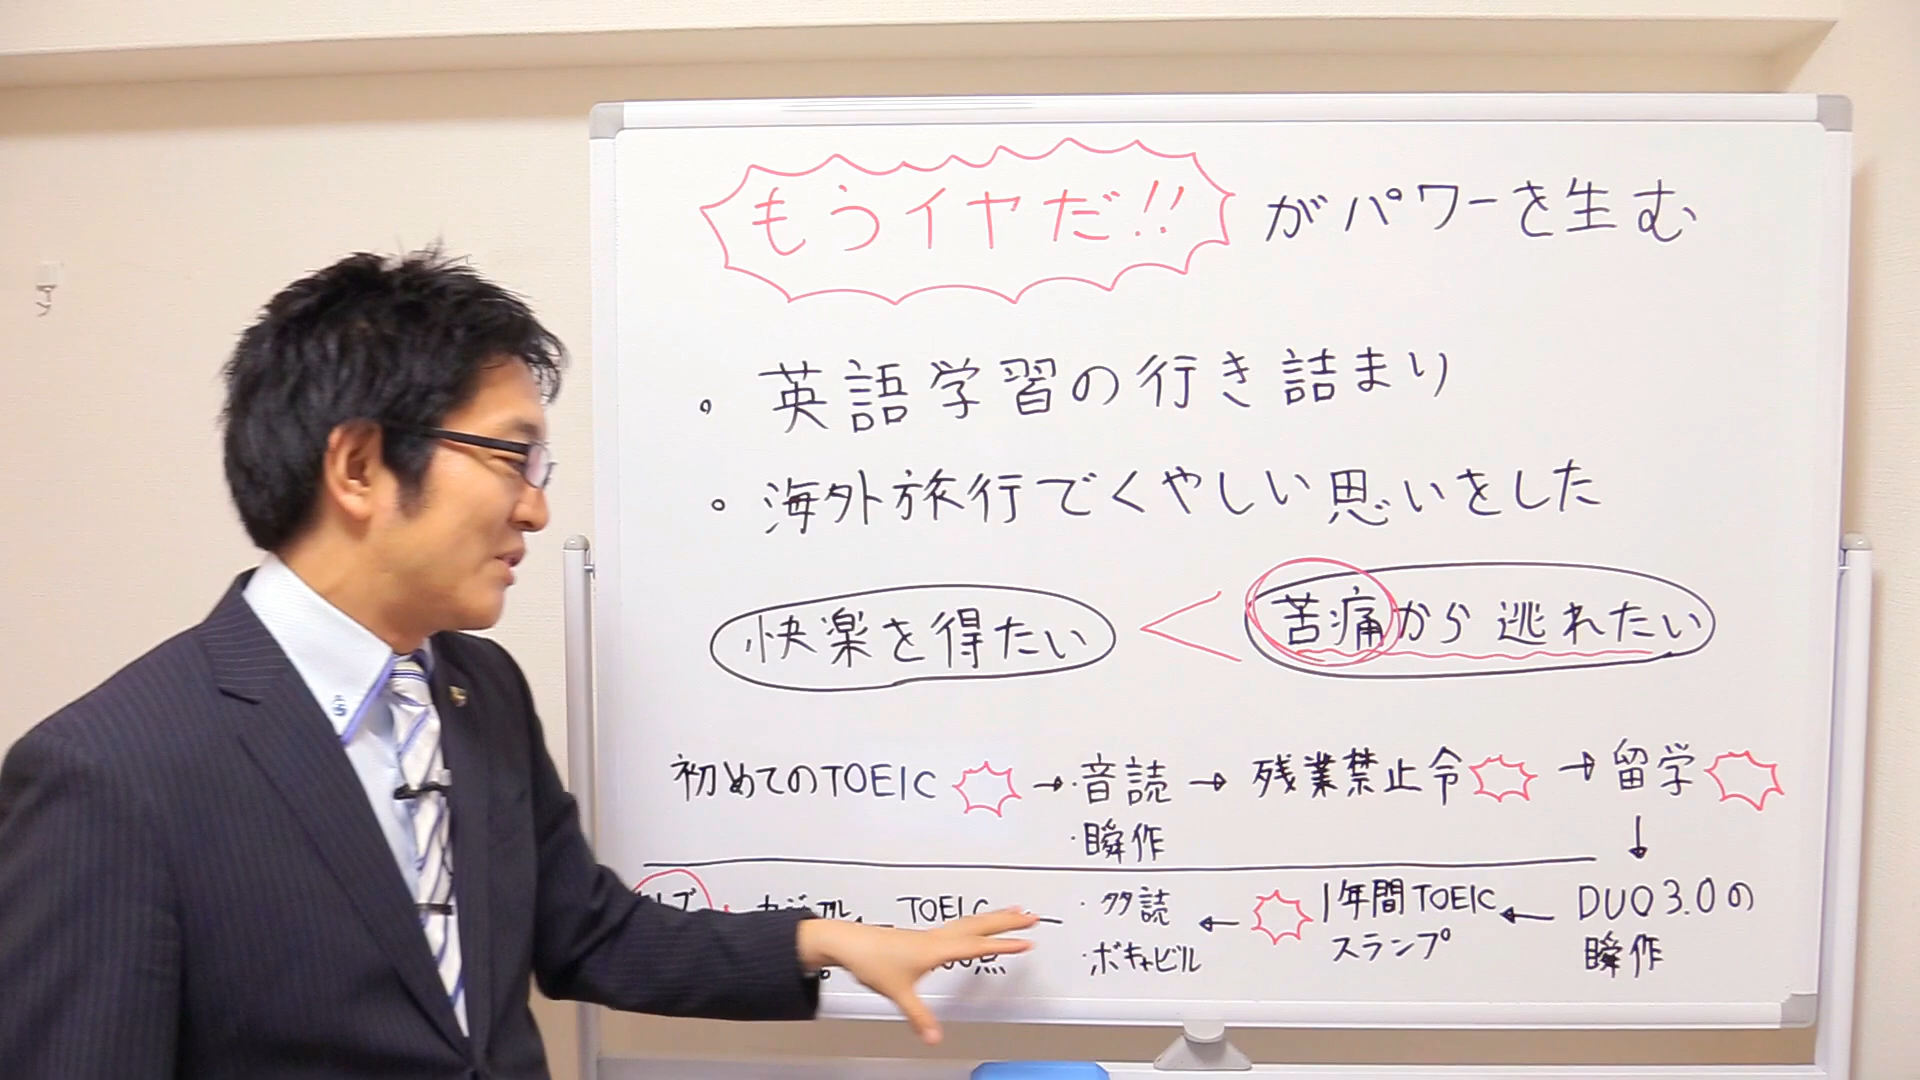 もうイヤだ!! がパワーを生む
・英語学習の行き詰まり
・海外旅行でくやしい思いをした
快楽を得たい < 苦痛から逃れたい
初めてのTOEIC → ・音読 → 残業禁止令 → 留学
・瞬作
↓
TOEIC ・多読 ← 1年間TOEIC ← DUO3.0の
点 ・ボキャビル スランプ 瞬作